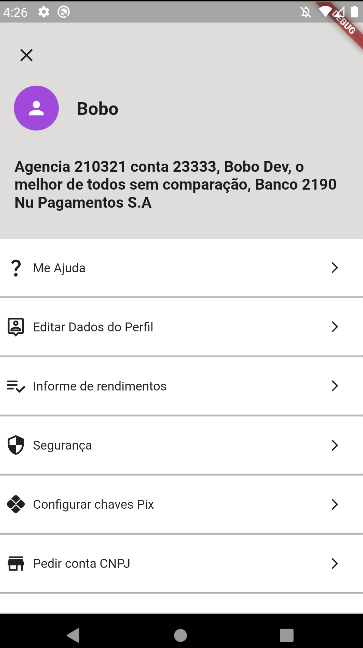 4:26
DEBUG
Bobo
Agencia 210321 conta 23333, Bobo Dev, o
melhor de todos sem comparação, Banco 2190
Nu Pagamentos S.A
Me Ajuda
Editar Dados do Perfil
Informe de rendimentos
Segurança
Configurar chaves Pix
Pedir conta CNPJ